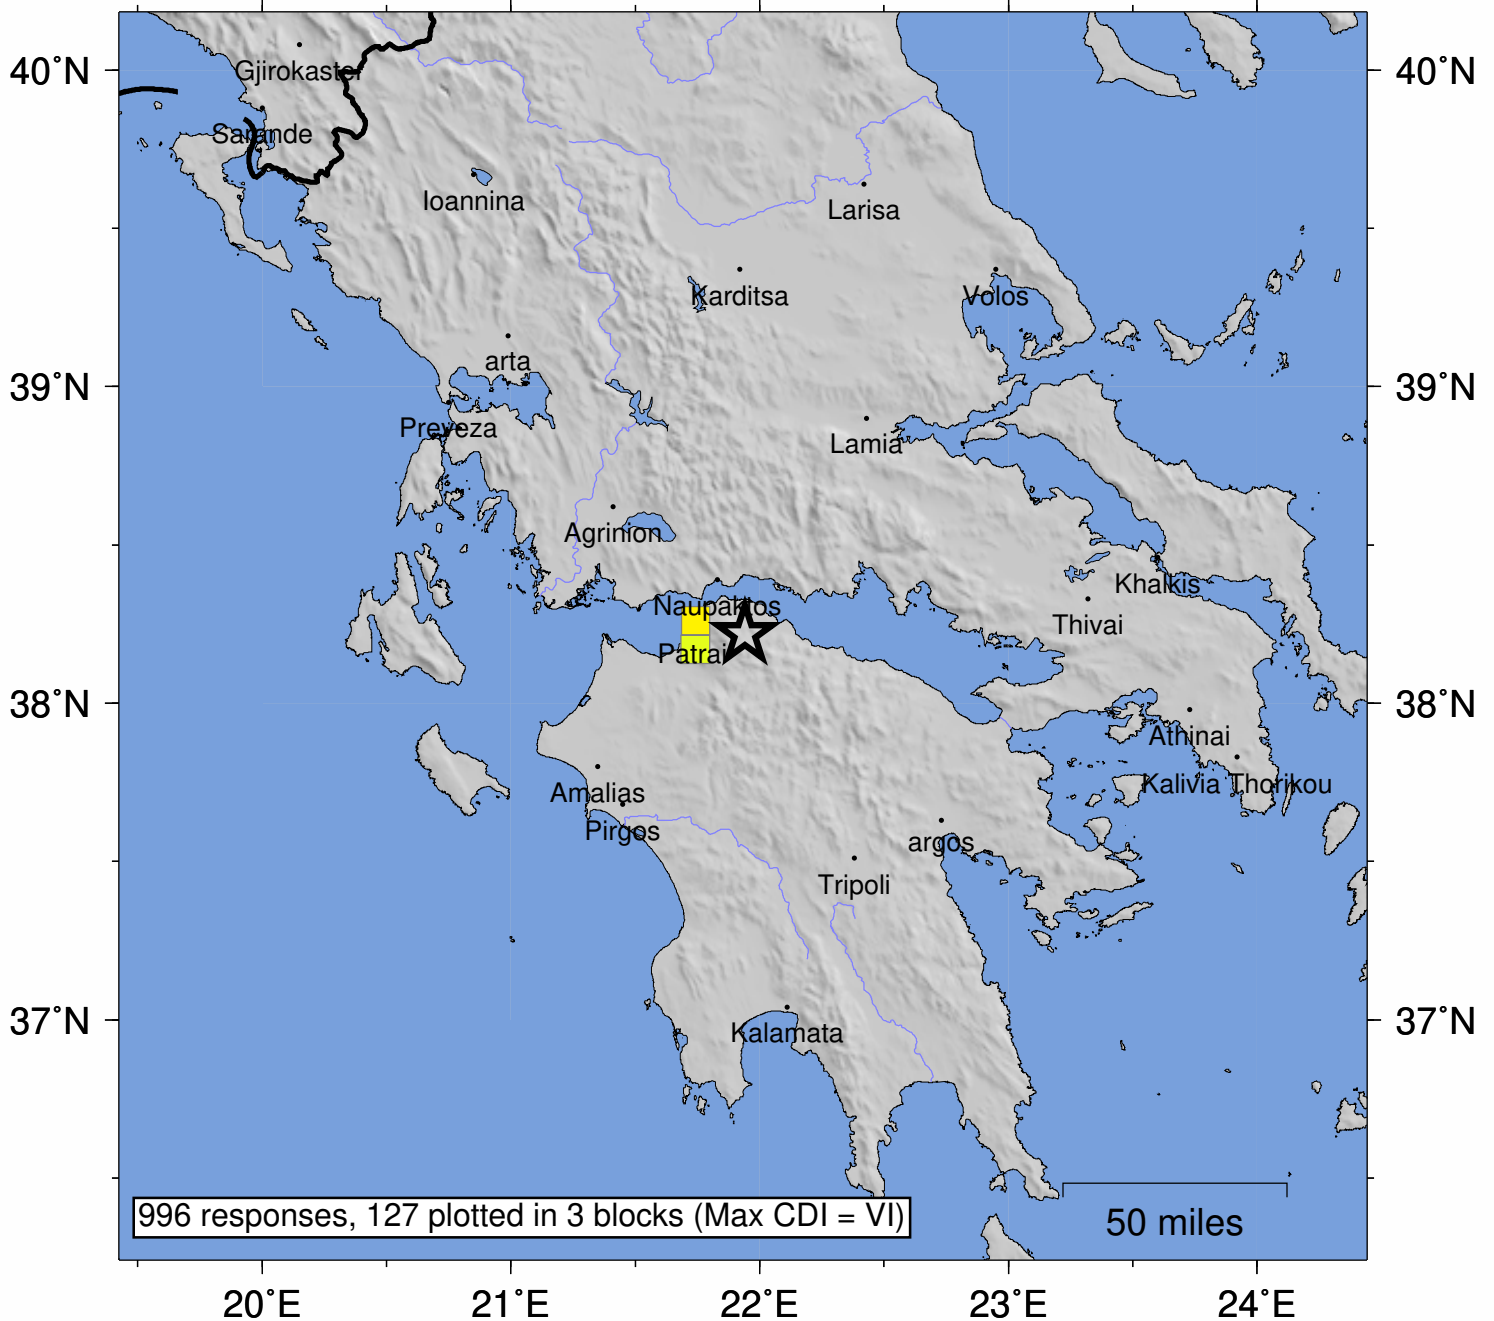 40°N 40°N
Gjirokaster
Sarande
Ioannina
Larisa
Karditsa
Volos
arta
39°N 39°N
Preveza
Lamia
Agrinion
Khalkis
Naupaktos
Thivai
Patrai
38°N 38°N
Athinai
Kalivia Thorikou
Amalias
Pirgos
argos
Tripoli
37°N 37°N
Kalamata
996 responses, 127 plotted in 3 blocks (Max CDI = VI)
50 miles
20°E 21°E 22°E 23°E 24°E